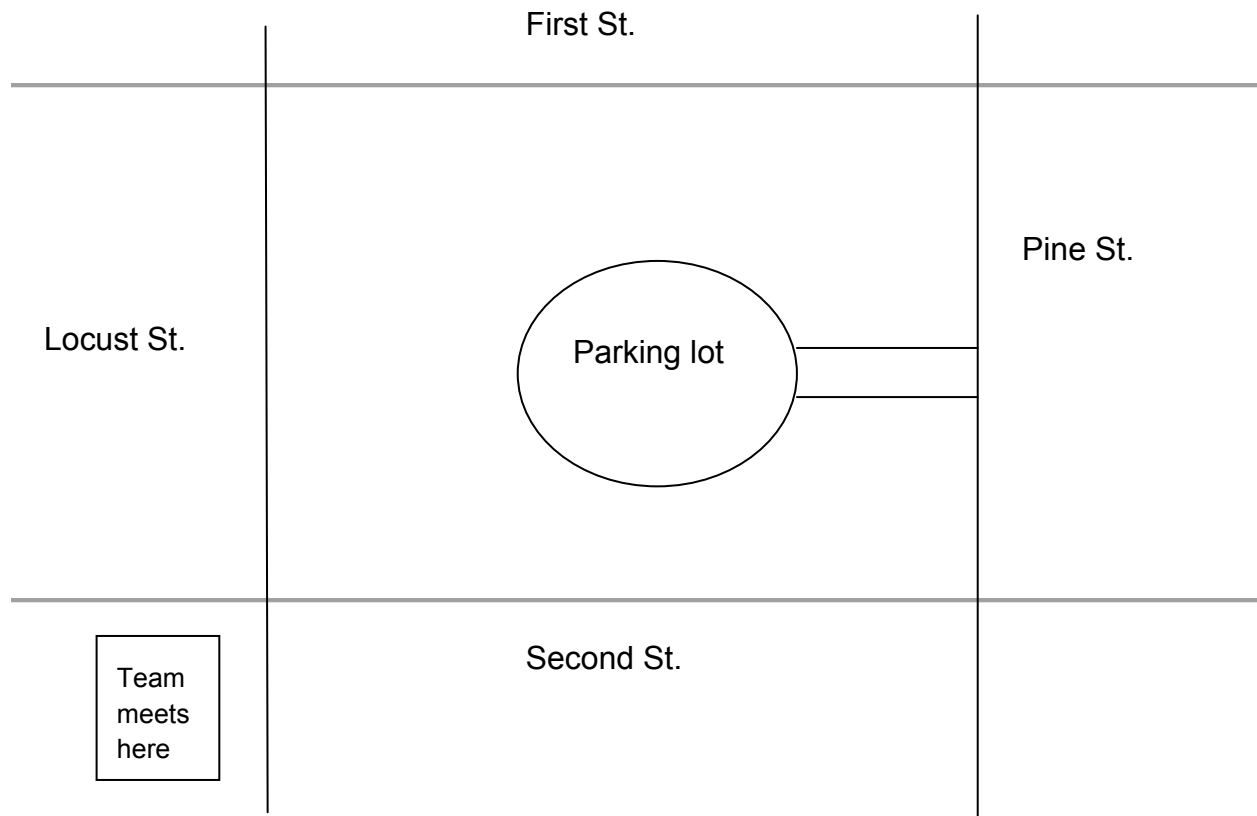 First St.
Pine St.
Locust St.
Parking lot
Second St.
Team
meets
here